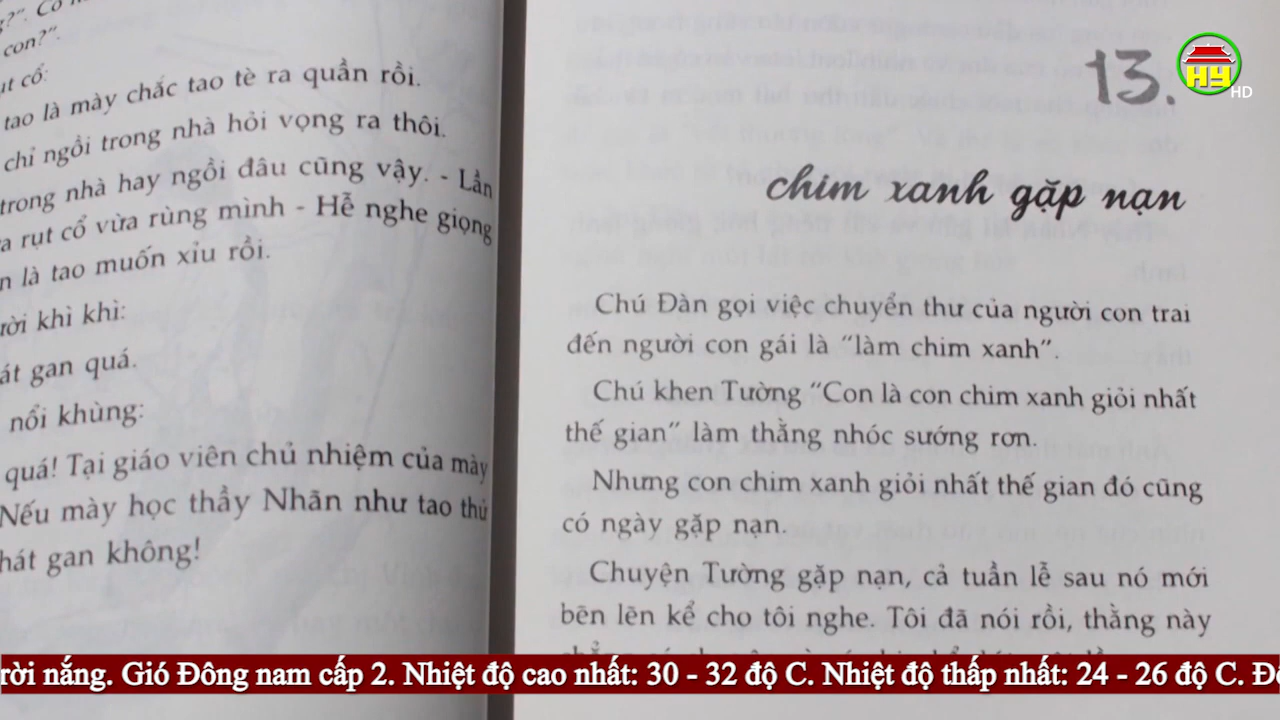 con?".
tao là mày chắc tao tè ra quần rồi.
chỉ ngồi trong nhà hỏi vọng ra thôi.
trong nhà hay ngồi đâu cũng vậy. - Lần
rụt cổ vừa rùng mình - Hễ nghe giọng
là tao muốn xỉu rồi.
khì khì:
gan quá.
nổi khùng:
quá! Tại giáo viên chủ nhiệm của mày
Nếu mày học thầy Nhãn như tao thử
gan không!
13.
chim xanh gặp nạn
Chú Đàn gọi việc chuyển thư của người con trai
đến người con gái là "làm chim xanh".
Chú khen Tường "Con là con chim xanh giỏi nhất
thế gian" làm thằng nhóc sướng rơn.
Nhưng con chim xanh giỏi nhất thế gian đó cũng
có ngày gặp nạn.
Chuyện Tường gặp nạn, cả tuần lễ sau nó mới
bẽn lẽn kể cho tôi nghe. Tôi đã nói rồi, thằng này
HY
HD
nắng. Gió Đông nam cấp 2. Nhiệt độ cao nhất: 30 - 32 độ C. Nhiệt độ thấp nhất: 24 - 26 độ C.